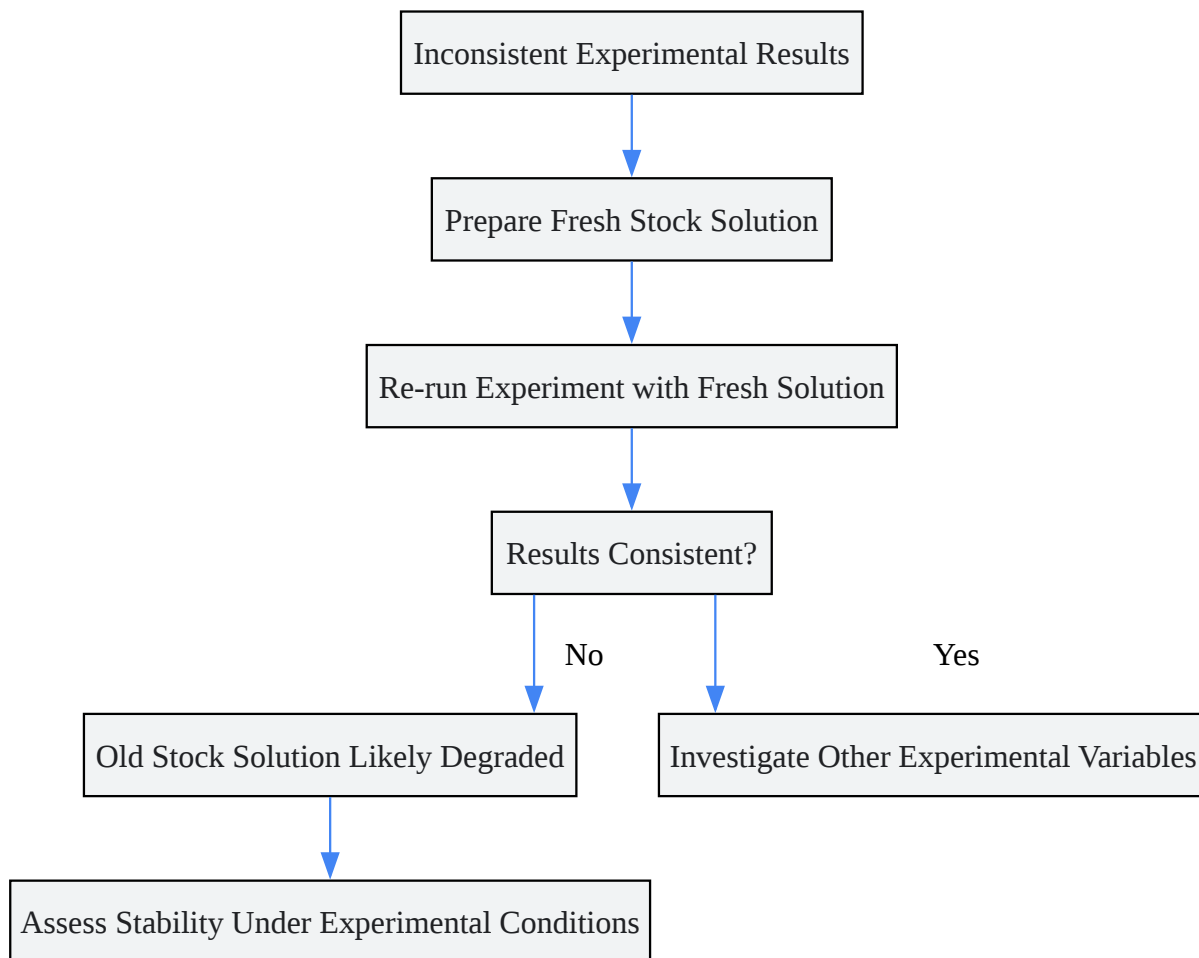 Inconsistent Experimental Results
Prepare Fresh Stock Solution
Re-run Experiment with Fresh Solution
Results Consistent?
No
Yes
Old Stock Solution Likely Degraded
Investigate Other Experimental Variables
Assess Stability Under Experimental Conditions